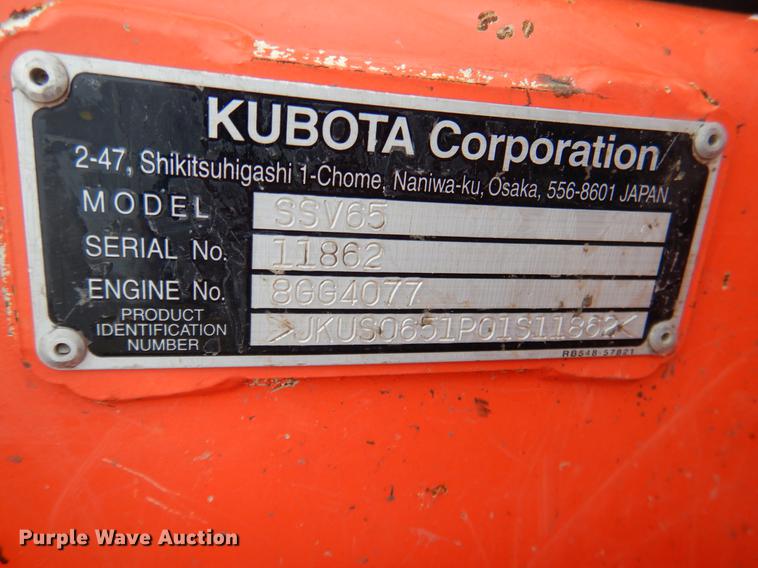 KUBOTA Corporation
2-47, Shikitsuhigashi 1-Chome, Naniwa-ku, Osaka, 556-8601 JAPAN
MODEL SSV65
SERIAL No. 11862
ENGINE No. 8GG4077
PRODUCT IDENTIFICATION NUMBER >JKUS0651P01S11862<
RB548-57821
Purple Wave Auction